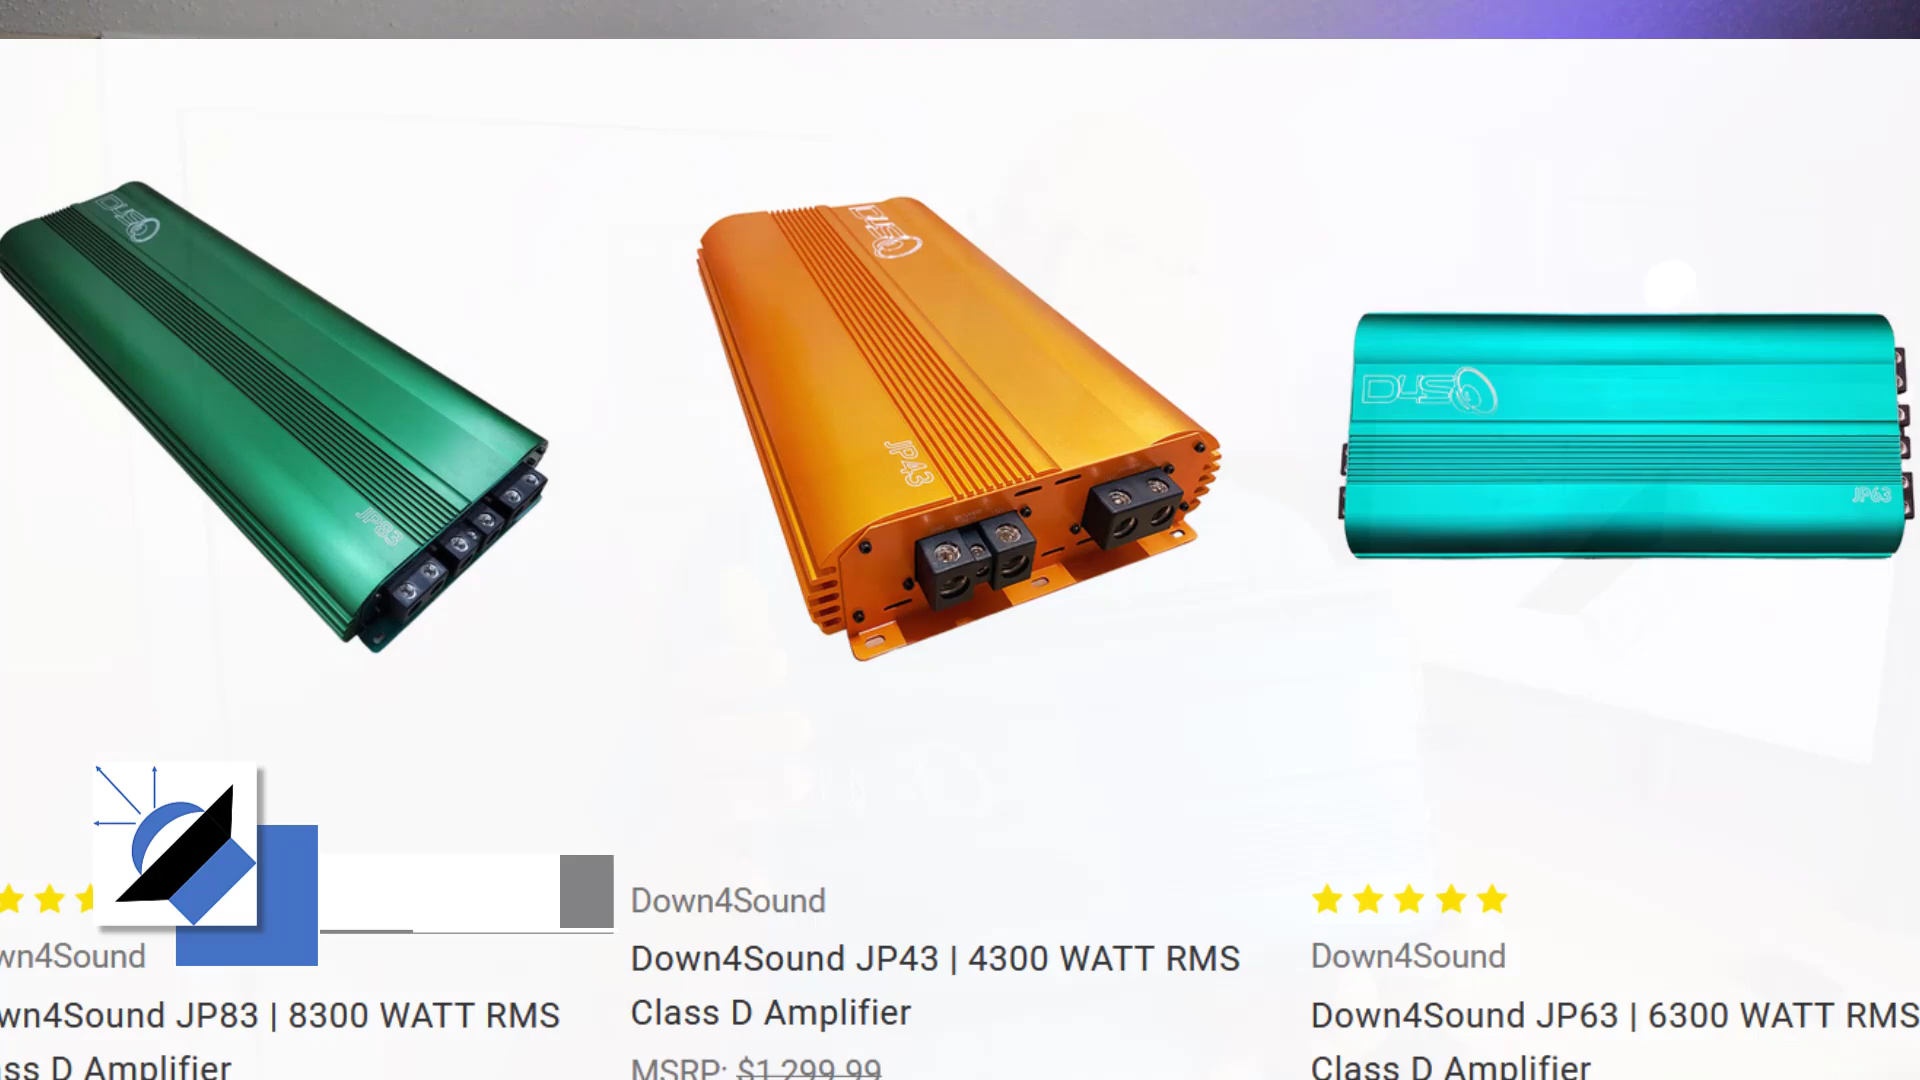 D4S
JP83
D4S
JP43
D4S
JP63
wn4Sound
wn4Sound JP83 | 8300 WATT RMS
ss D Amplifier
Down4Sound
Down4Sound JP43 | 4300 WATT RMS
Class D Amplifier
MSRP: $1,299.99
Down4Sound
Down4Sound JP63 | 6300 WATT RMS
Class D Amplifier